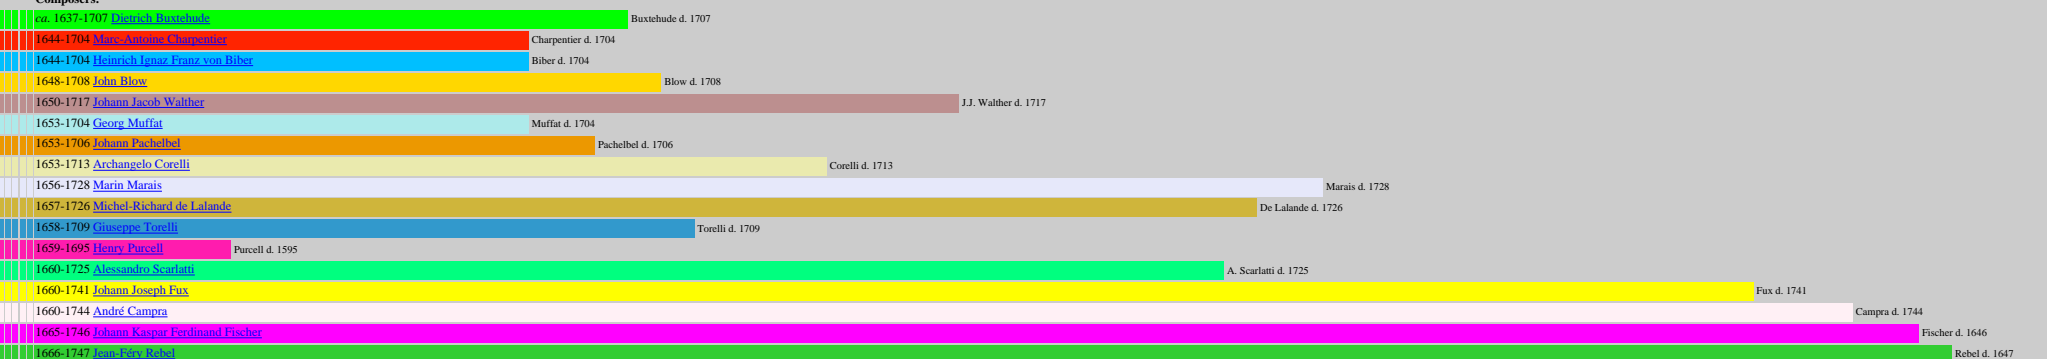 Composers:
ca. 1637-1707 Dietrich Buxtehude Buxtehude d. 1707
1644-1704 Marc-Antoine Charpentier Charpentier d. 1704
1644-1704 Heinrich Ignaz Franz von Biber Biber d. 1704
1648-1708 John Blow Blow d. 1708
1650-1717 Johann Jacob Walther J.J. Walther d. 1717
1653-1704 Georg Muffat Muffat d. 1704
1653-1706 Johann Pachelbel Pachelbel d. 1706
1653-1713 Archangelo Corelli Corelli d. 1713
1656-1728 Marin Marais Marais d. 1728
1657-1726 Michel-Richard de Lalande De Lalande d. 1726
1658-1709 Giuseppe Torelli Torelli d. 1709
1659-1695 Henry Purcell Purcell d. 1595
1660-1725 Alessandro Scarlatti A. Scarlatti d. 1725
1660-1741 Johann Joseph Fux Fux d. 1741
1660-1744 André Campra Campra d. 1744
1665-1746 Johann Kaspar Ferdinand Fischer Fischer d. 1646
1666-1747 Jean-Féry Rebel Rebel d. 1647